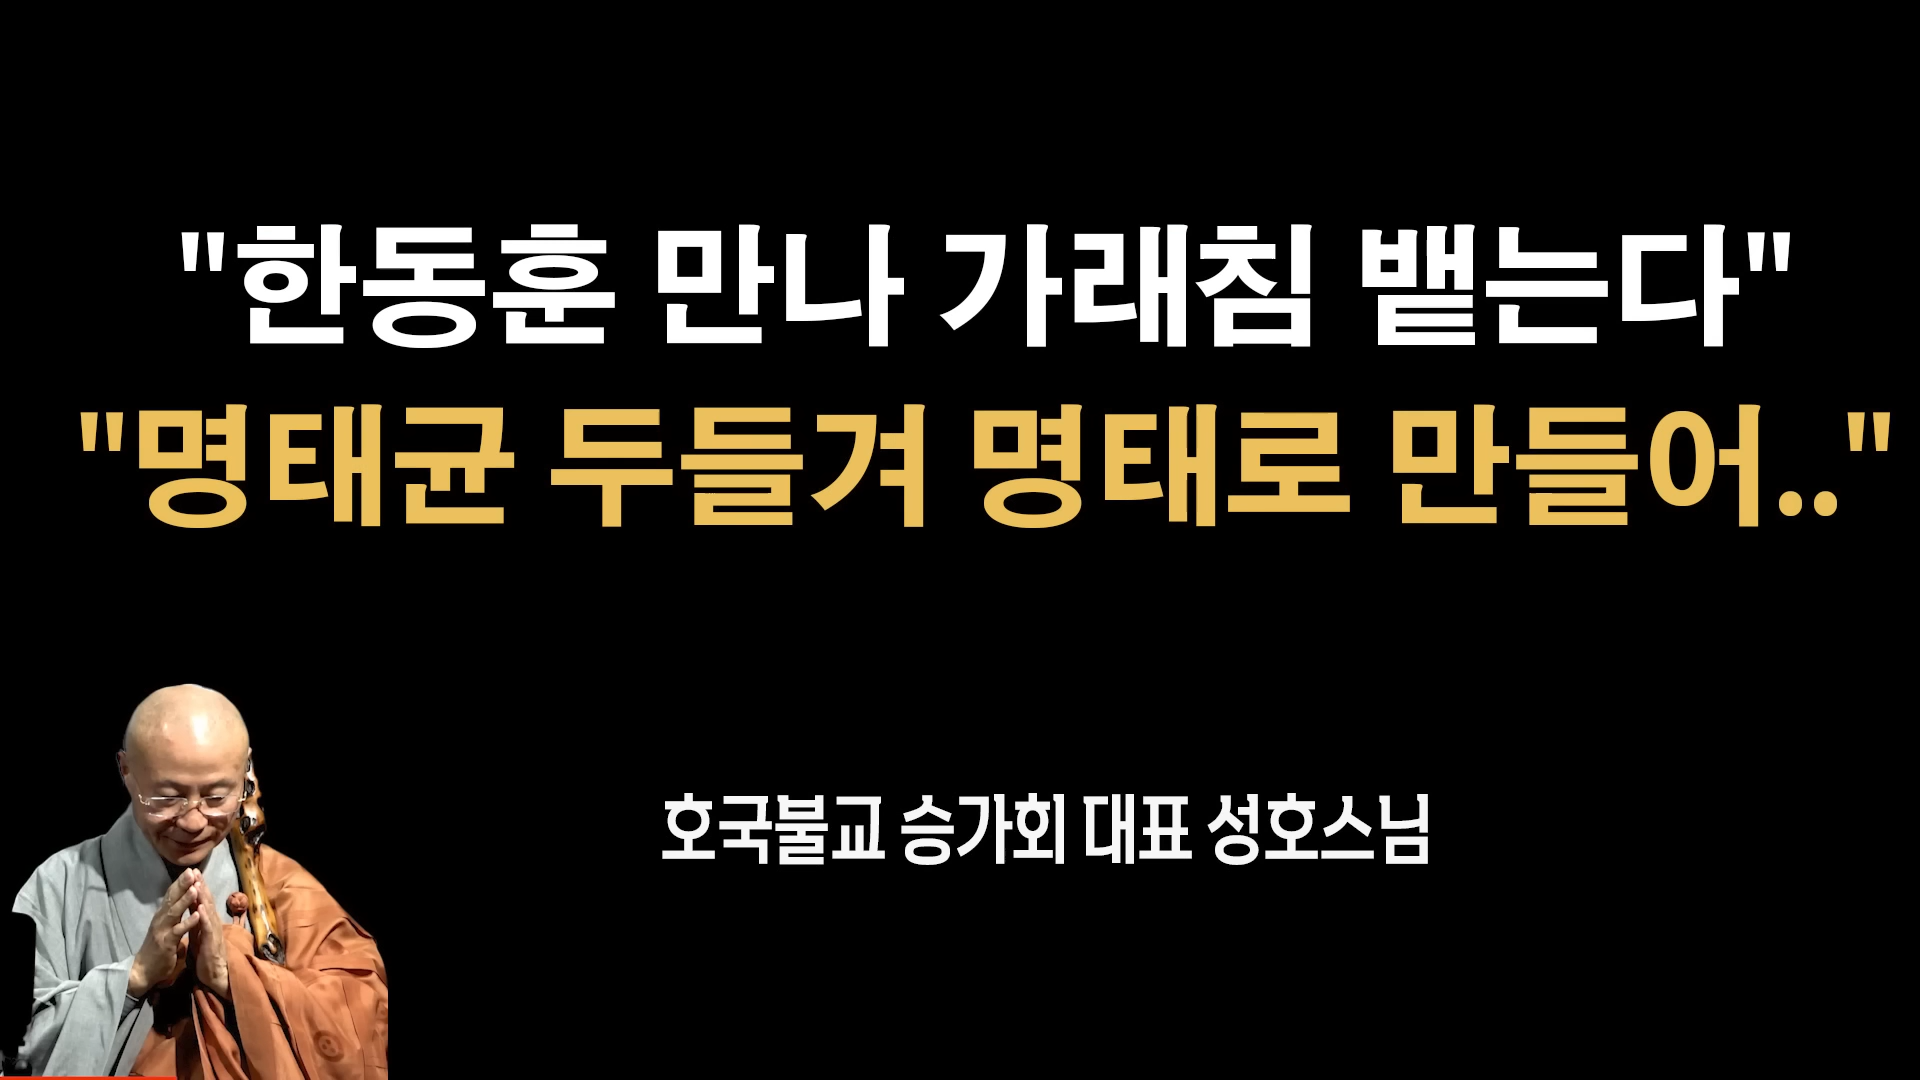 "한동훈 만나 가래침 뱉는다"
"명태균 두들겨 명태로 만들어.."
호국불교 승가회 대표 성호스님